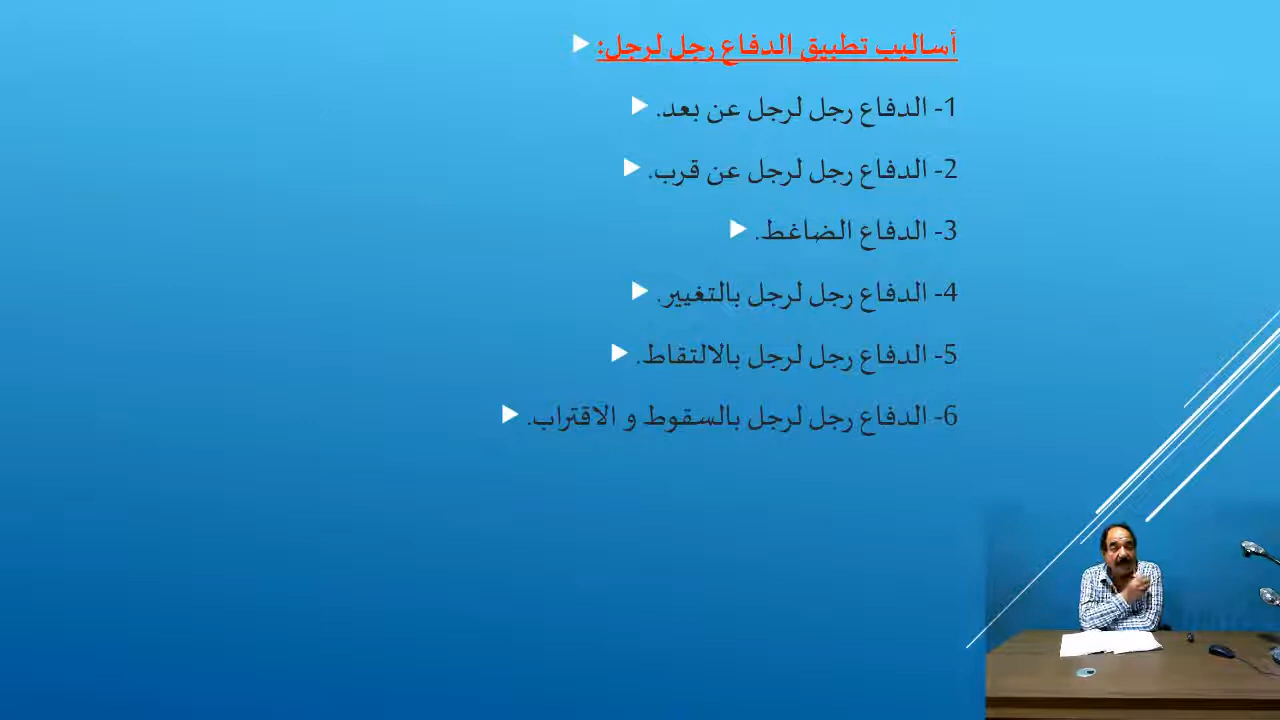 أساليب تطبيق الدفاع رجل لرجل:
1- الدفاع رجل لرجل عن بعد.
2- الدفاع رجل لرجل عن قرب.
3- الدفاع الضاغط.
4- الدفاع رجل لرجل بالتغيير.
5- الدفاع رجل لرجل بالالتقاط.
6- الدفاع رجل لرجل بالسقوط و الاقتراب.